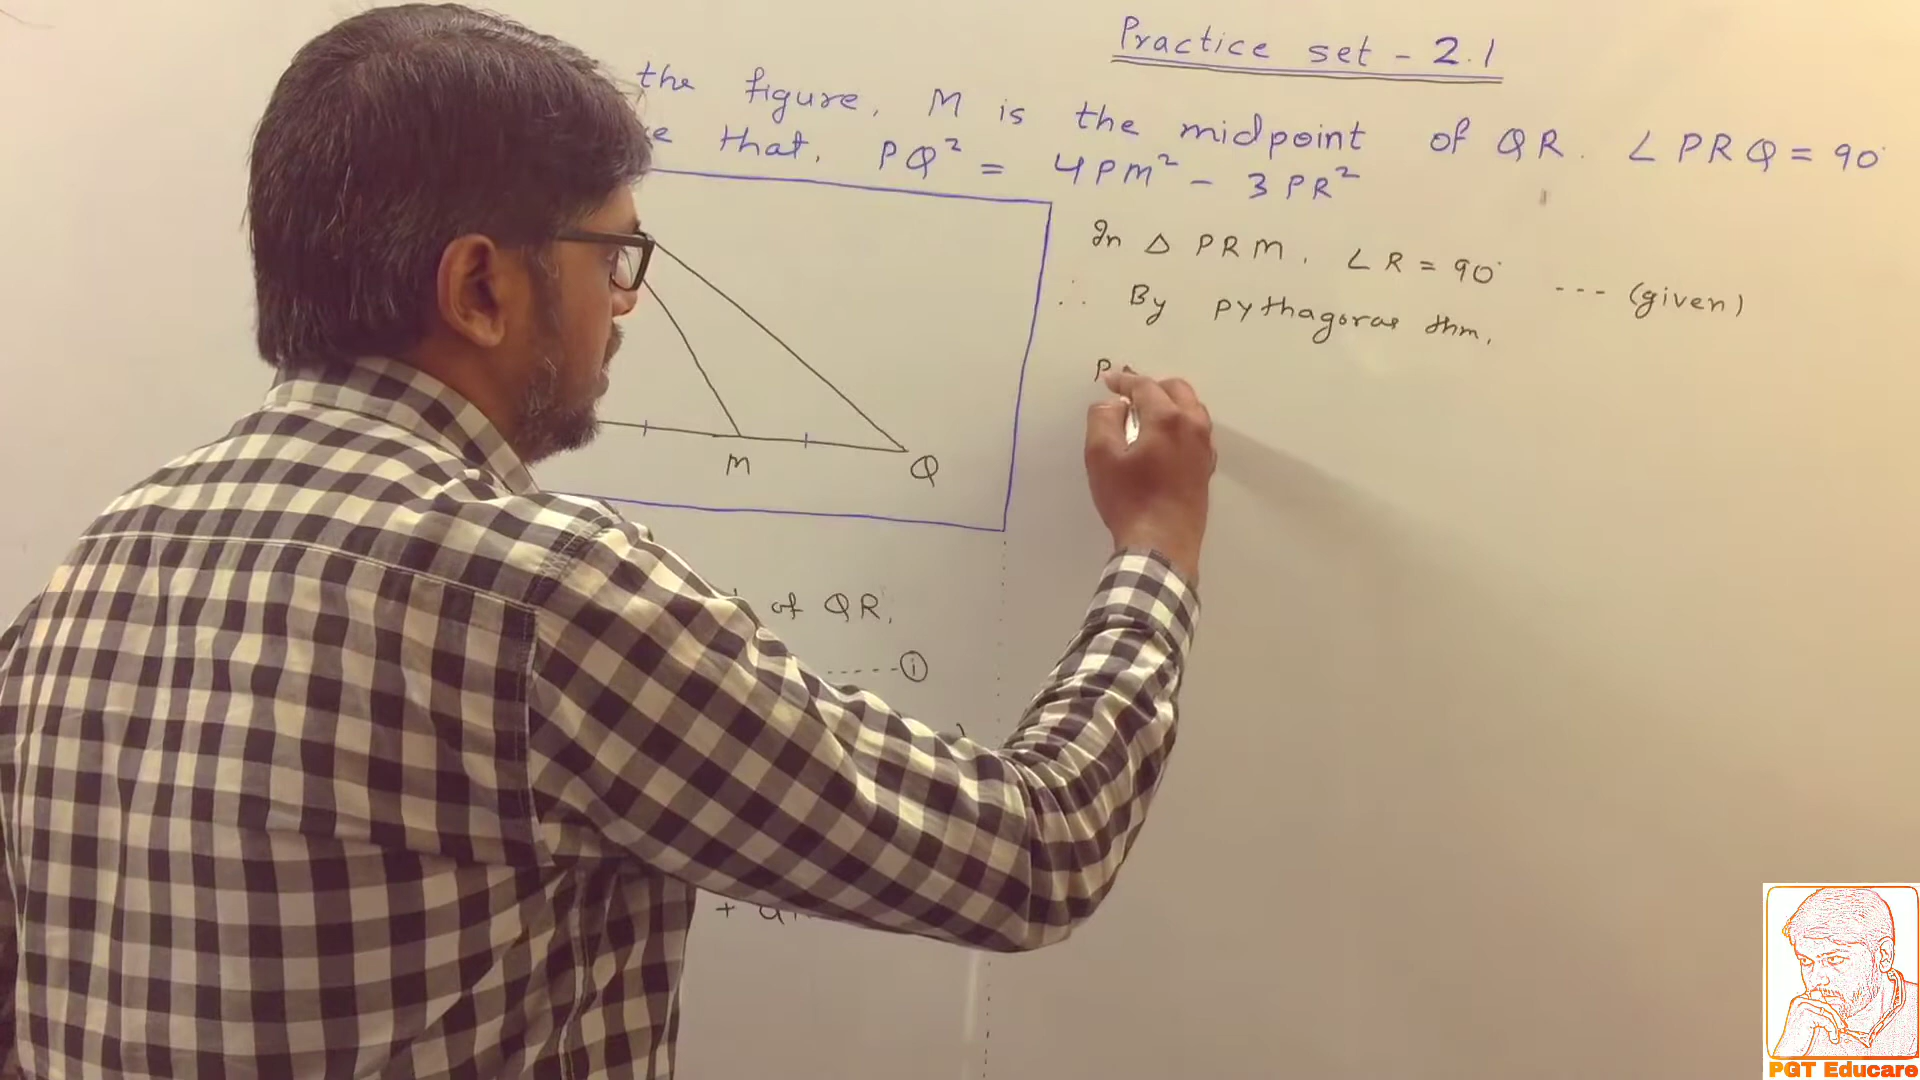 Practice set - 2.1
the figure, M is the midpoint of QR. ∠PRQ = 90°
that, PQ² = 4PM² - 3PR²
In △ PRM, ∠R = 90° --- (given)
∴ By pythagoras thm,
P
M
Q
of QR,
-----ⓘ
+
PGT Educare